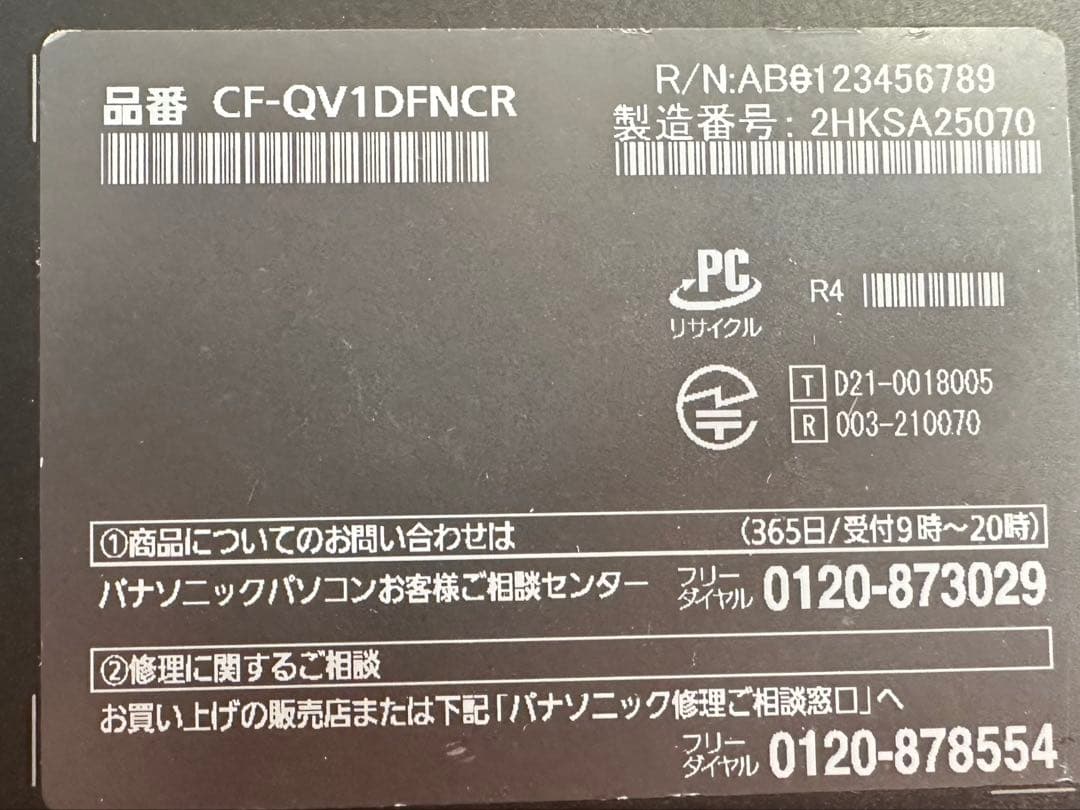 品番 CF-QV1DFNCR
R/N:AB0123456789
製造番号: 2HKSA25070
PC
リサイクル
R4
T D21-0018005
R 003-210070
①商品についてのお問い合わせは (365日/受付9時～20時)
パナソニックパソコンお客様ご相談センター フリーダイヤル 0120-873029
②修理に関するご相談
お買い上げの販売店または下記「パナソニック修理ご相談窓口」へ
フリーダイヤル 0120-878554